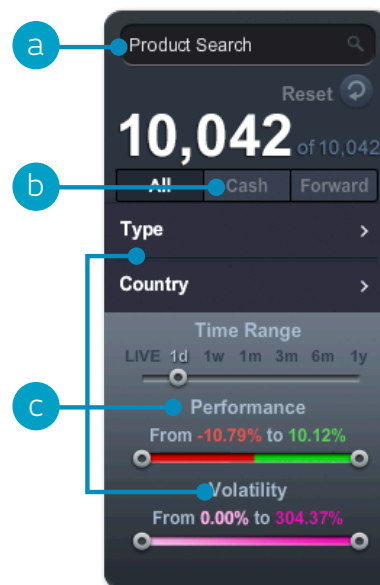 a
Product Search
Reset
10,042 of 10,042
b
All Cash Forward
Type >
Country >
Time Range
LIVE 1d 1w 1m 3m 6m 1y
c
Performance
From -10.79% to 10.12%
Volatility
From 0.00% to 304.37%